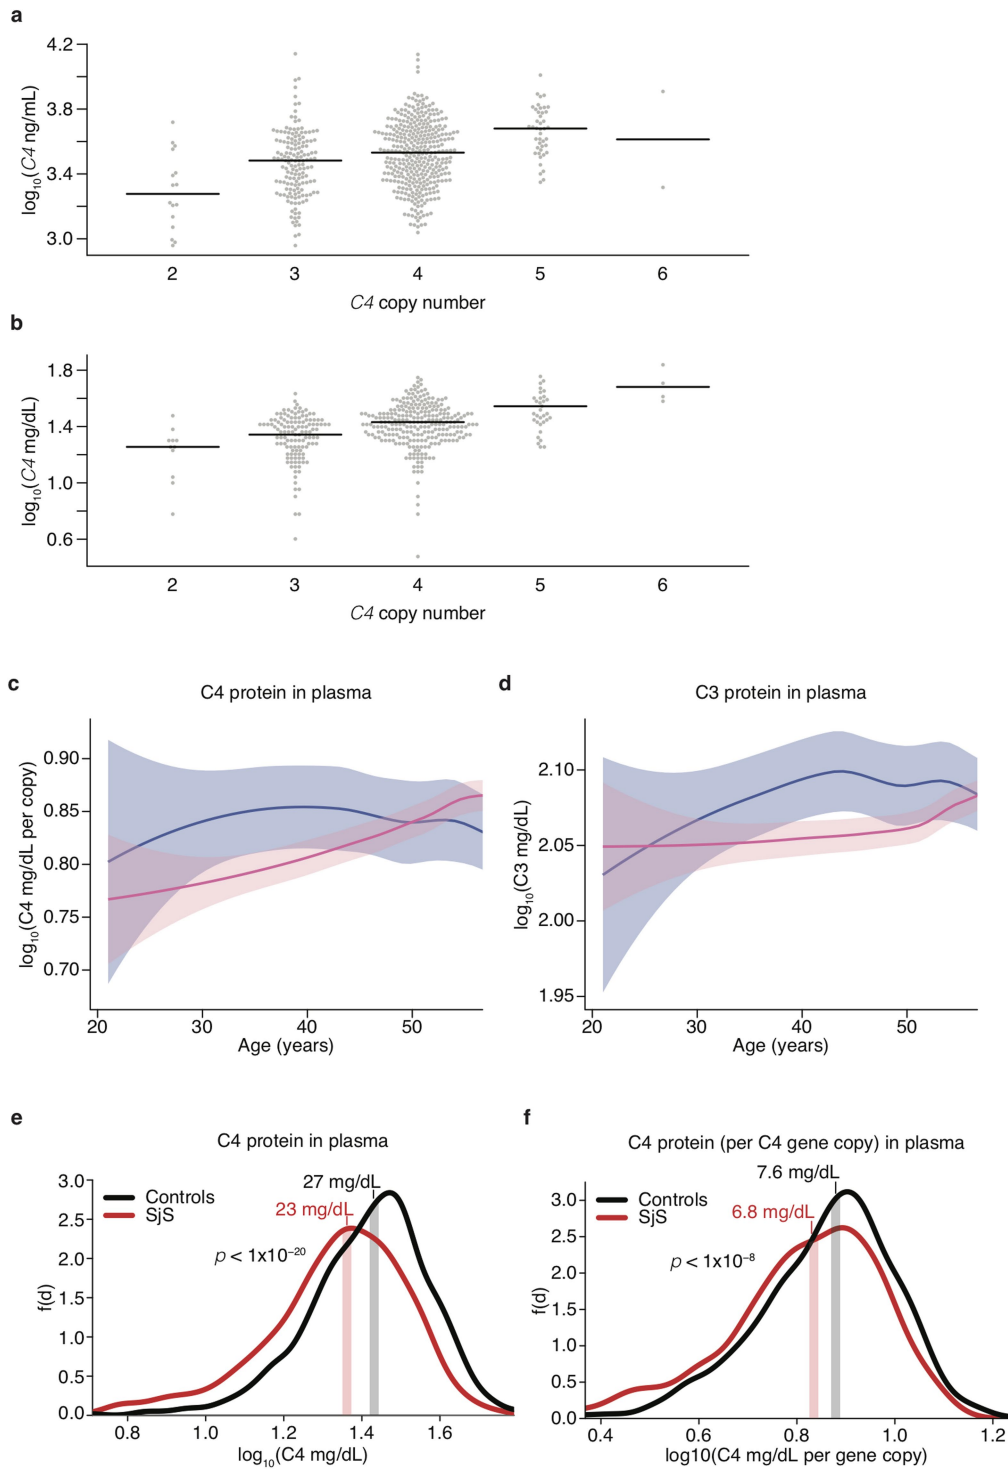 a
4.2
3.8
3.4
3.0
log₁₀(C4 ng/mL)
2 3 4 5 6
C4 copy number
b
1.8
1.4
1.0
0.6
log₁₀(C4 mg/dL)
2 3 4 5 6
C4 copy number
c
C4 protein in plasma
0.90
0.85
0.80
0.75
0.70
log₁₀(C4 mg/dL per copy)
20 30 40 50
Age (years)
d
C3 protein in plasma
2.10
2.05
2.00
1.95
log₁₀(C3 mg/dL)
20 30 40 50
Age (years)
e
C4 protein in plasma
3.0
2.5
2.0
1.5
1.0
0.5
0.0
f(d)
Controls
SjS
27 mg/dL
23 mg/dL
p < 1x10⁻²⁰
0.8 1.0 1.2 1.4 1.6
log₁₀(C4 mg/dL)
f
C4 protein (per C4 gene copy) in plasma
3.0
2.5
2.0
1.5
1.0
0.5
0.0
f(d)
Controls
SjS
7.6 mg/dL
6.8 mg/dL
p < 1x10⁻⁸
0.4 0.6 0.8 1.0 1.2
log10(C4 mg/dL per gene copy)